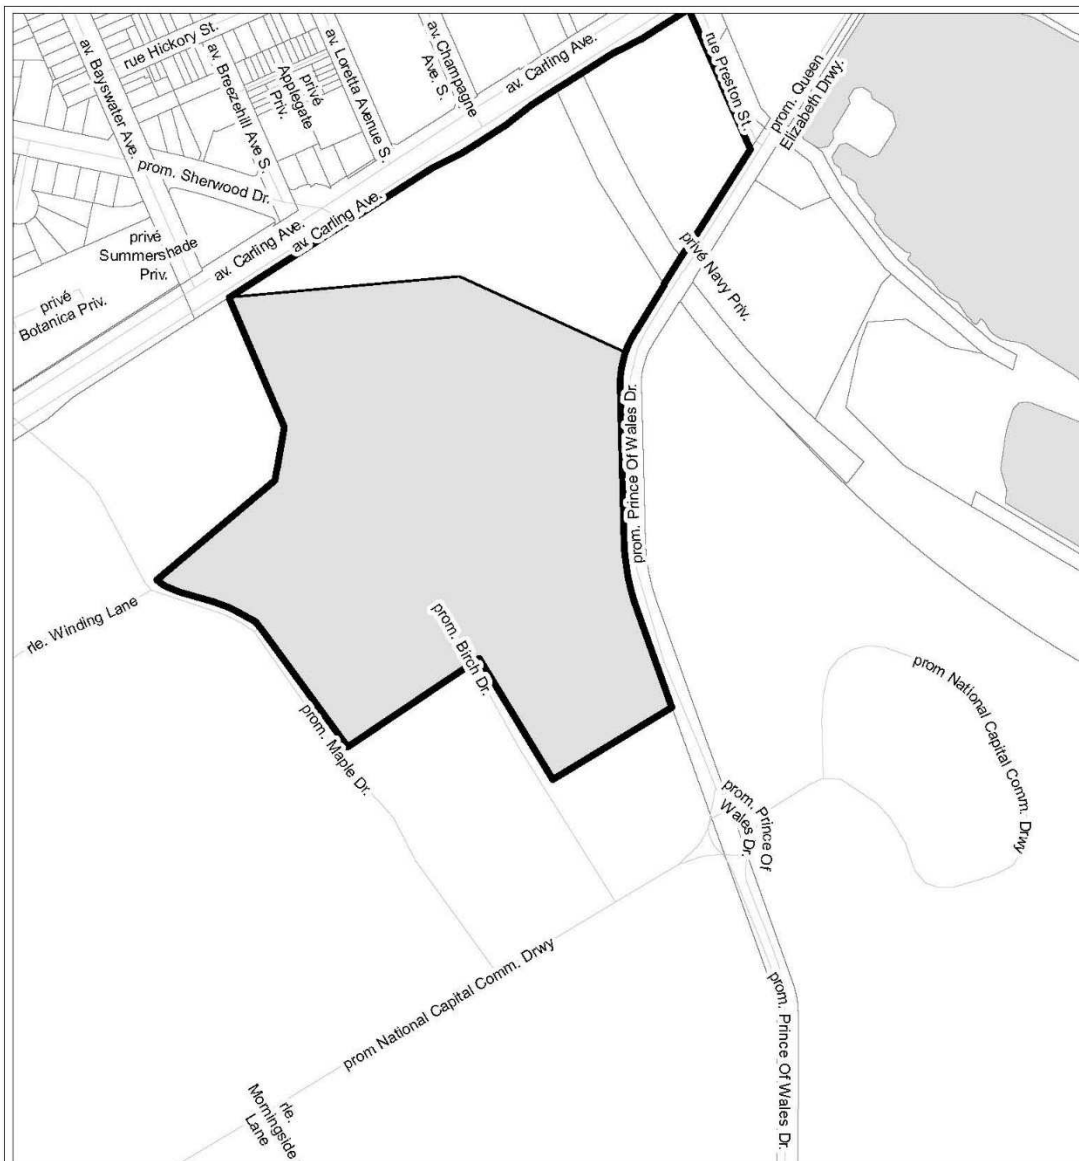 rue Hickory St.
av. Bayswater Ave.
av. Breezehill Ave S.
privé
Applegate
Priv.
av. Loretta Avenue S.
av. Champagne
Ave. S.
av. Carling Ave.
rue Preston St.
prom. Queen
Elizabeth Drwy.
prom. Sherwood Dr.
av. Carling Ave.
av. Carling Ave.
privé
Summershade
Priv.
privé
Botanica Priv.
privé Navy Priv.
prom. Prince Of Wales Dr.
rle. Winding Lane
prom. Birch Dr.
prom. Maple Dr.
prom National Capital Comm. Drwy
prom. Prince Of
Wales Dr.
prom National Capital Comm. Drwy
prom. Prince Of Wales Dr.
rle.
Morningside
Lane